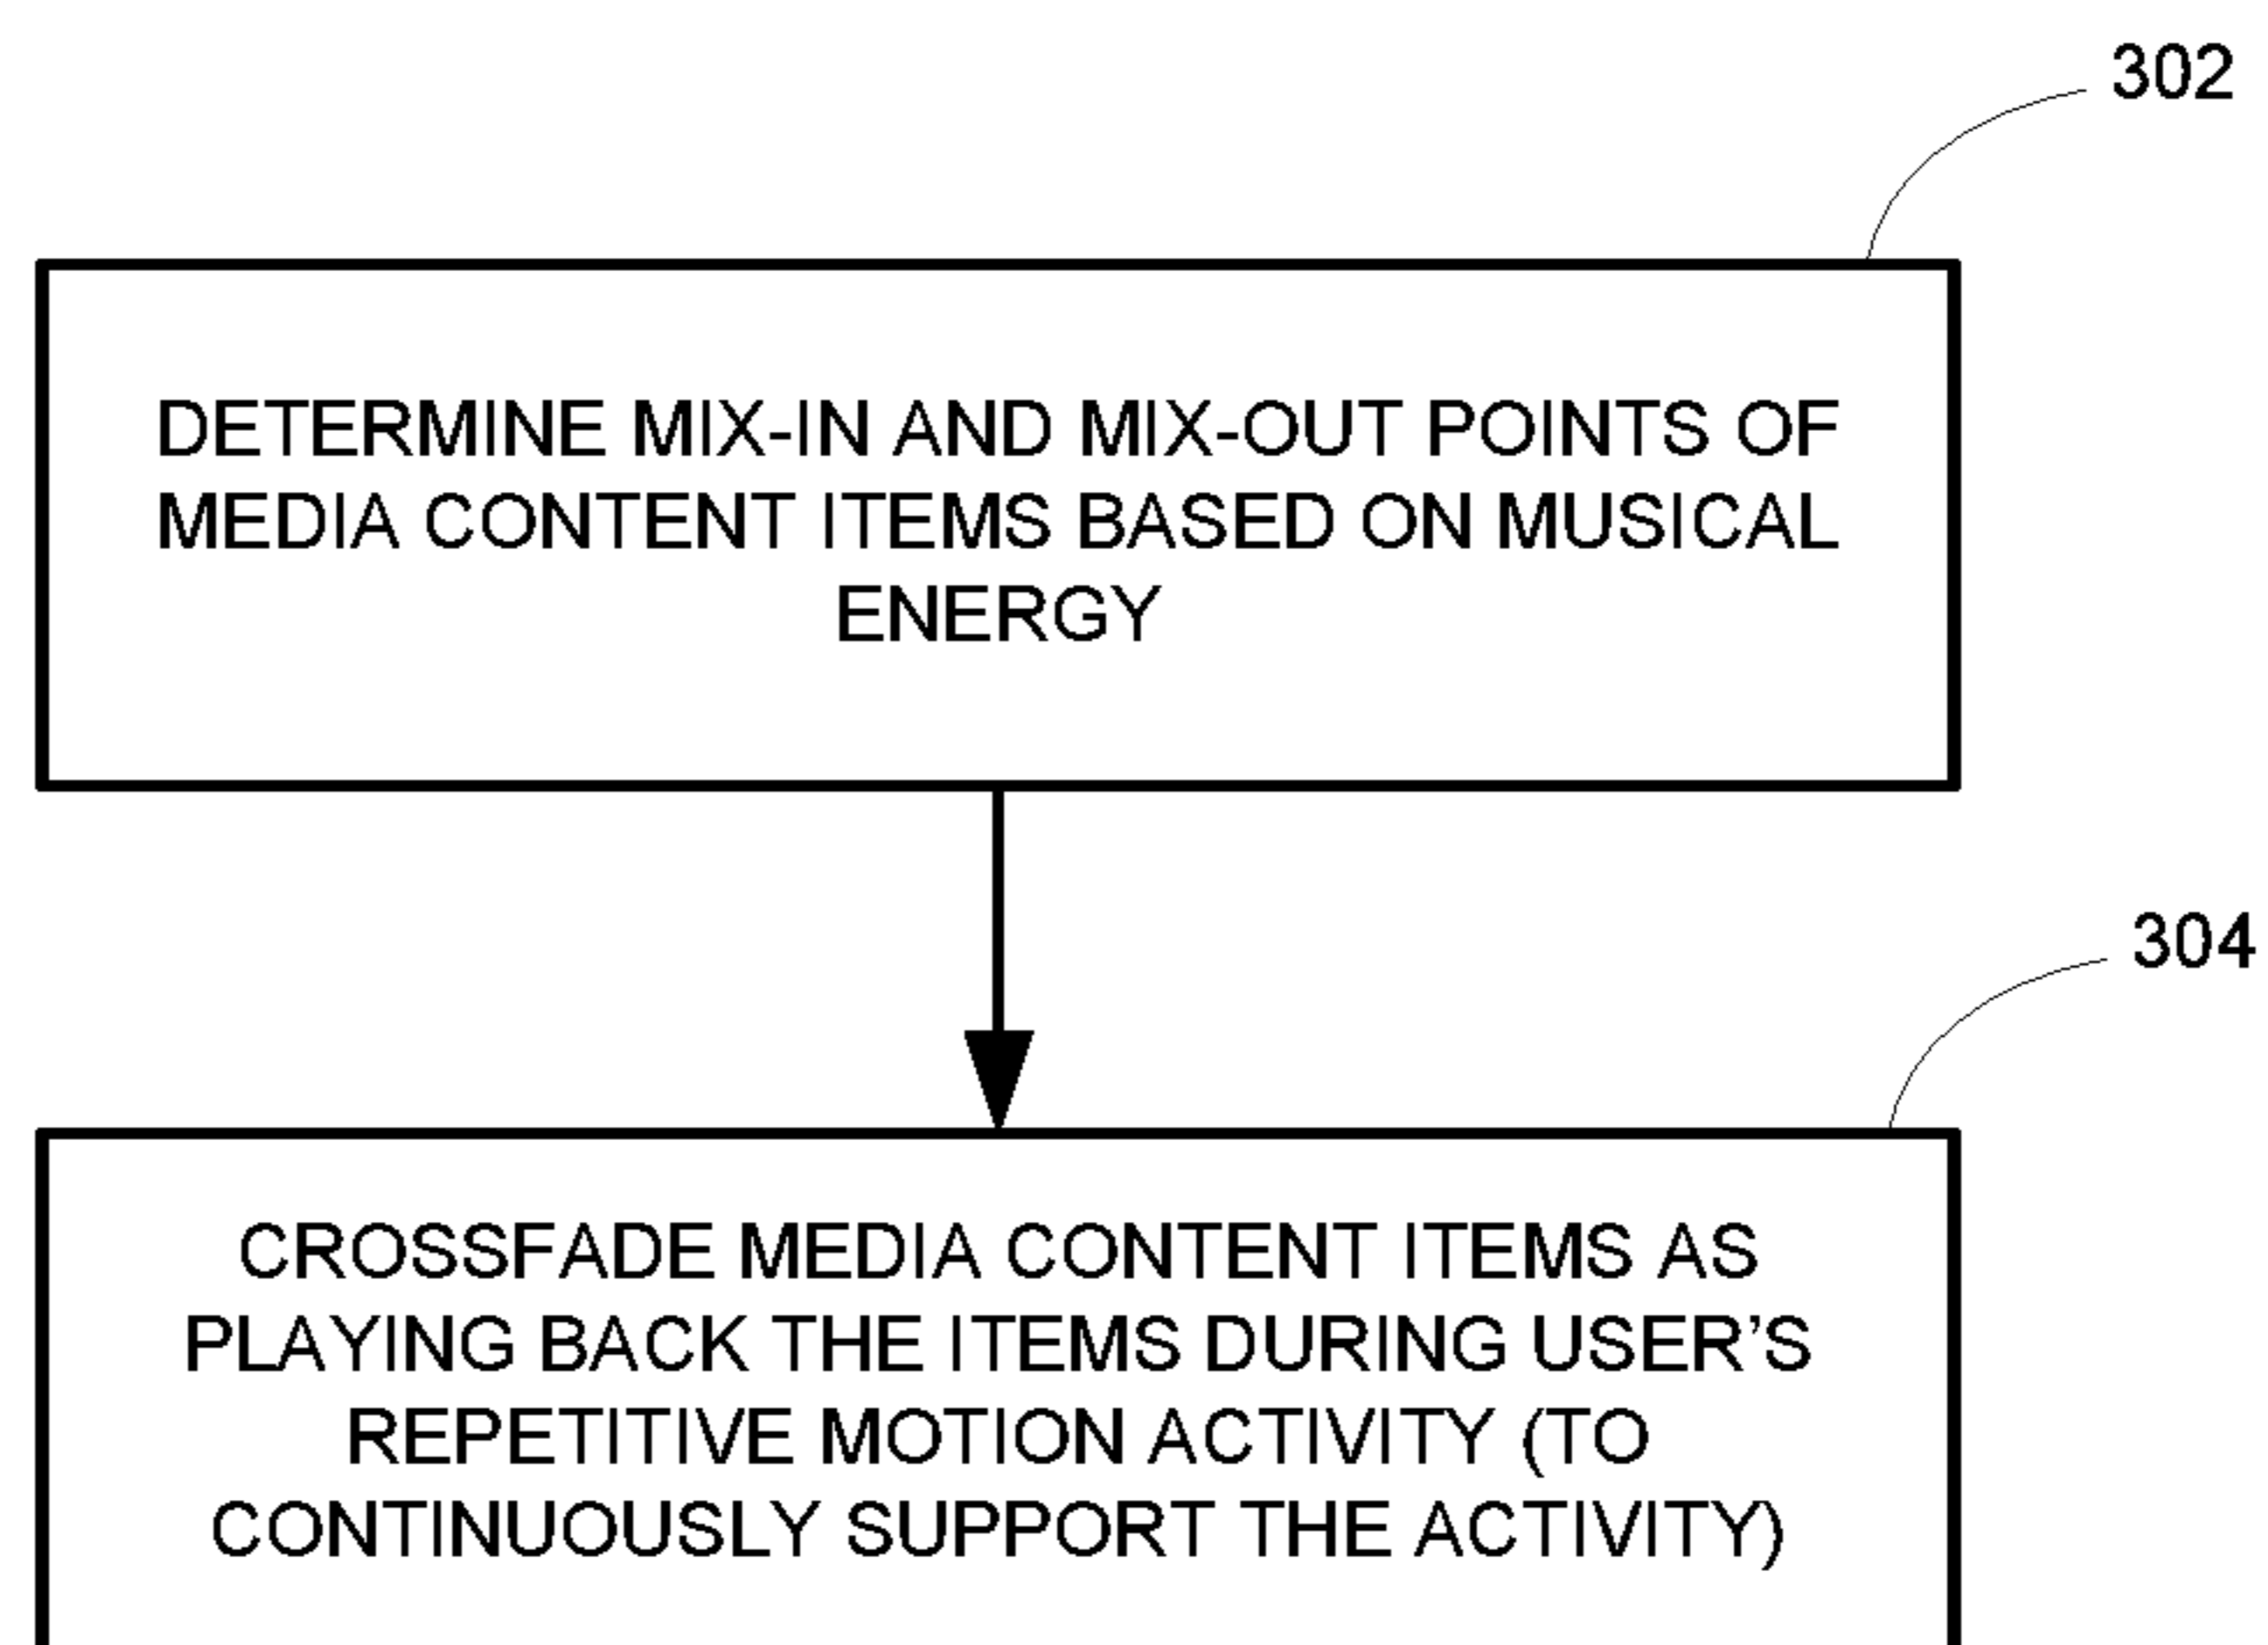 302
DETERMINE MIX-IN AND MIX-OUT POINTS OF
MEDIA CONTENT ITEMS BASED ON MUSICAL
ENERGY
304
CROSSFADE MEDIA CONTENT ITEMS AS
PLAYING BACK THE ITEMS DURING USER’S
REPETITIVE MOTION ACTIVITY (TO
CONTINUOUSLY SUPPORT THE ACTIVITY)